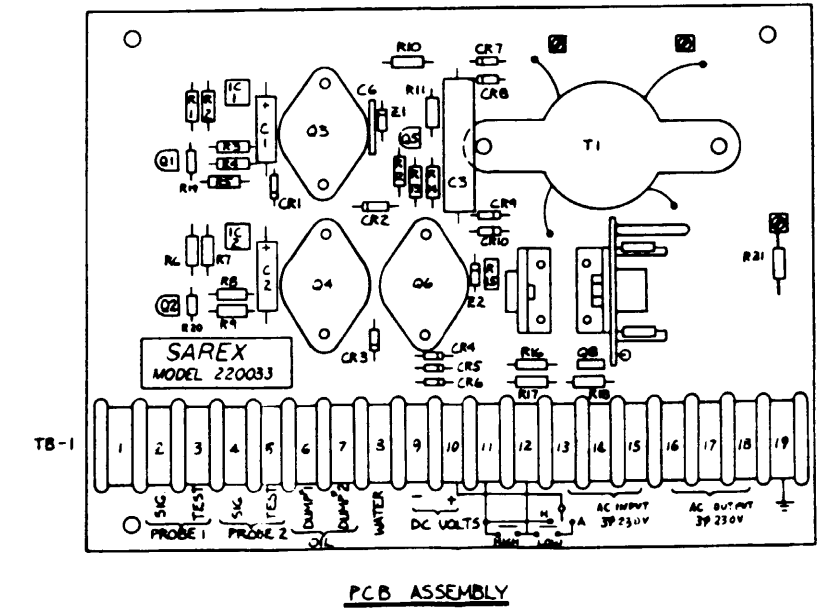 R10
CR7
CR8
R11
C6
Z1
IC
1
R
1
R
2
+
C
1
Q3
Q5
T1
Q1
R3
R4
R5
R19
CR1
C3
CR2
CR9
CR10
IC
2
R6
R7
C
2
Q4
Q6
Z2
R
15
R21
Q2
R8
R9
R20
CR3
CR4
CR5
CR6
R16
Q8
R17
R18
SAREX
MODEL 220033
TB-1
1 2 3 4 5 6 7 8 9 10 11 12 13 14 15 16 17 18 19
SIG TEST SIG TEST DUMP#1 DUMP#2 WATER - +
PROBE 1 PROBE 2 OIL DC VOLTS
H A
HIGH LOW
AC INPUT
3Ø 230V
AC OUTPUT
3Ø 230V
PCB ASSEMBLY